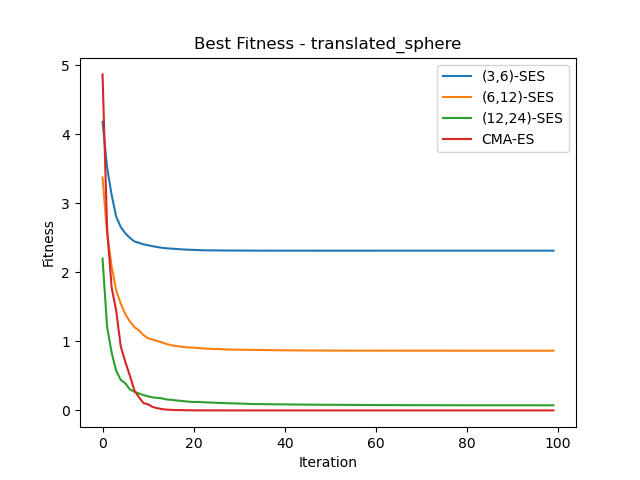 Best Fitness - translated_sphere
5
4
3
2
1
0
Fitness
(3,6)-SES
(6,12)-SES
(12,24)-SES
CMA-ES
0 20 40 60 80 100
Iteration